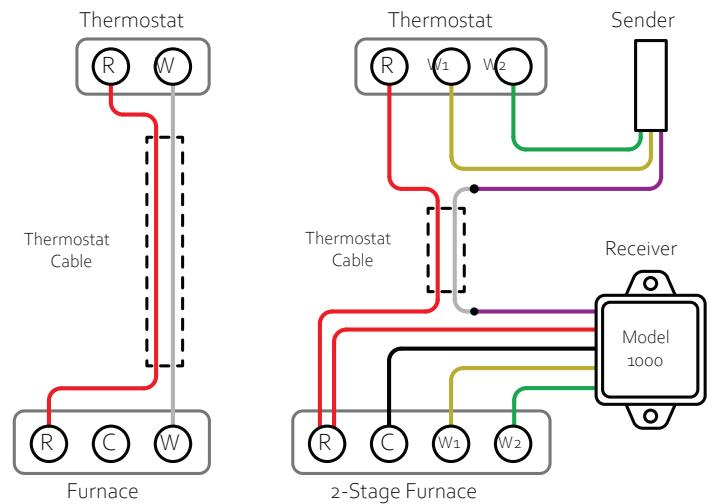 Thermostat
R W
Thermostat
Cable
R C W
Furnace
Thermostat
Sender
R W1 W2
Thermostat
Cable
Receiver
Model
1000
R C W1 W2
2-Stage Furnace